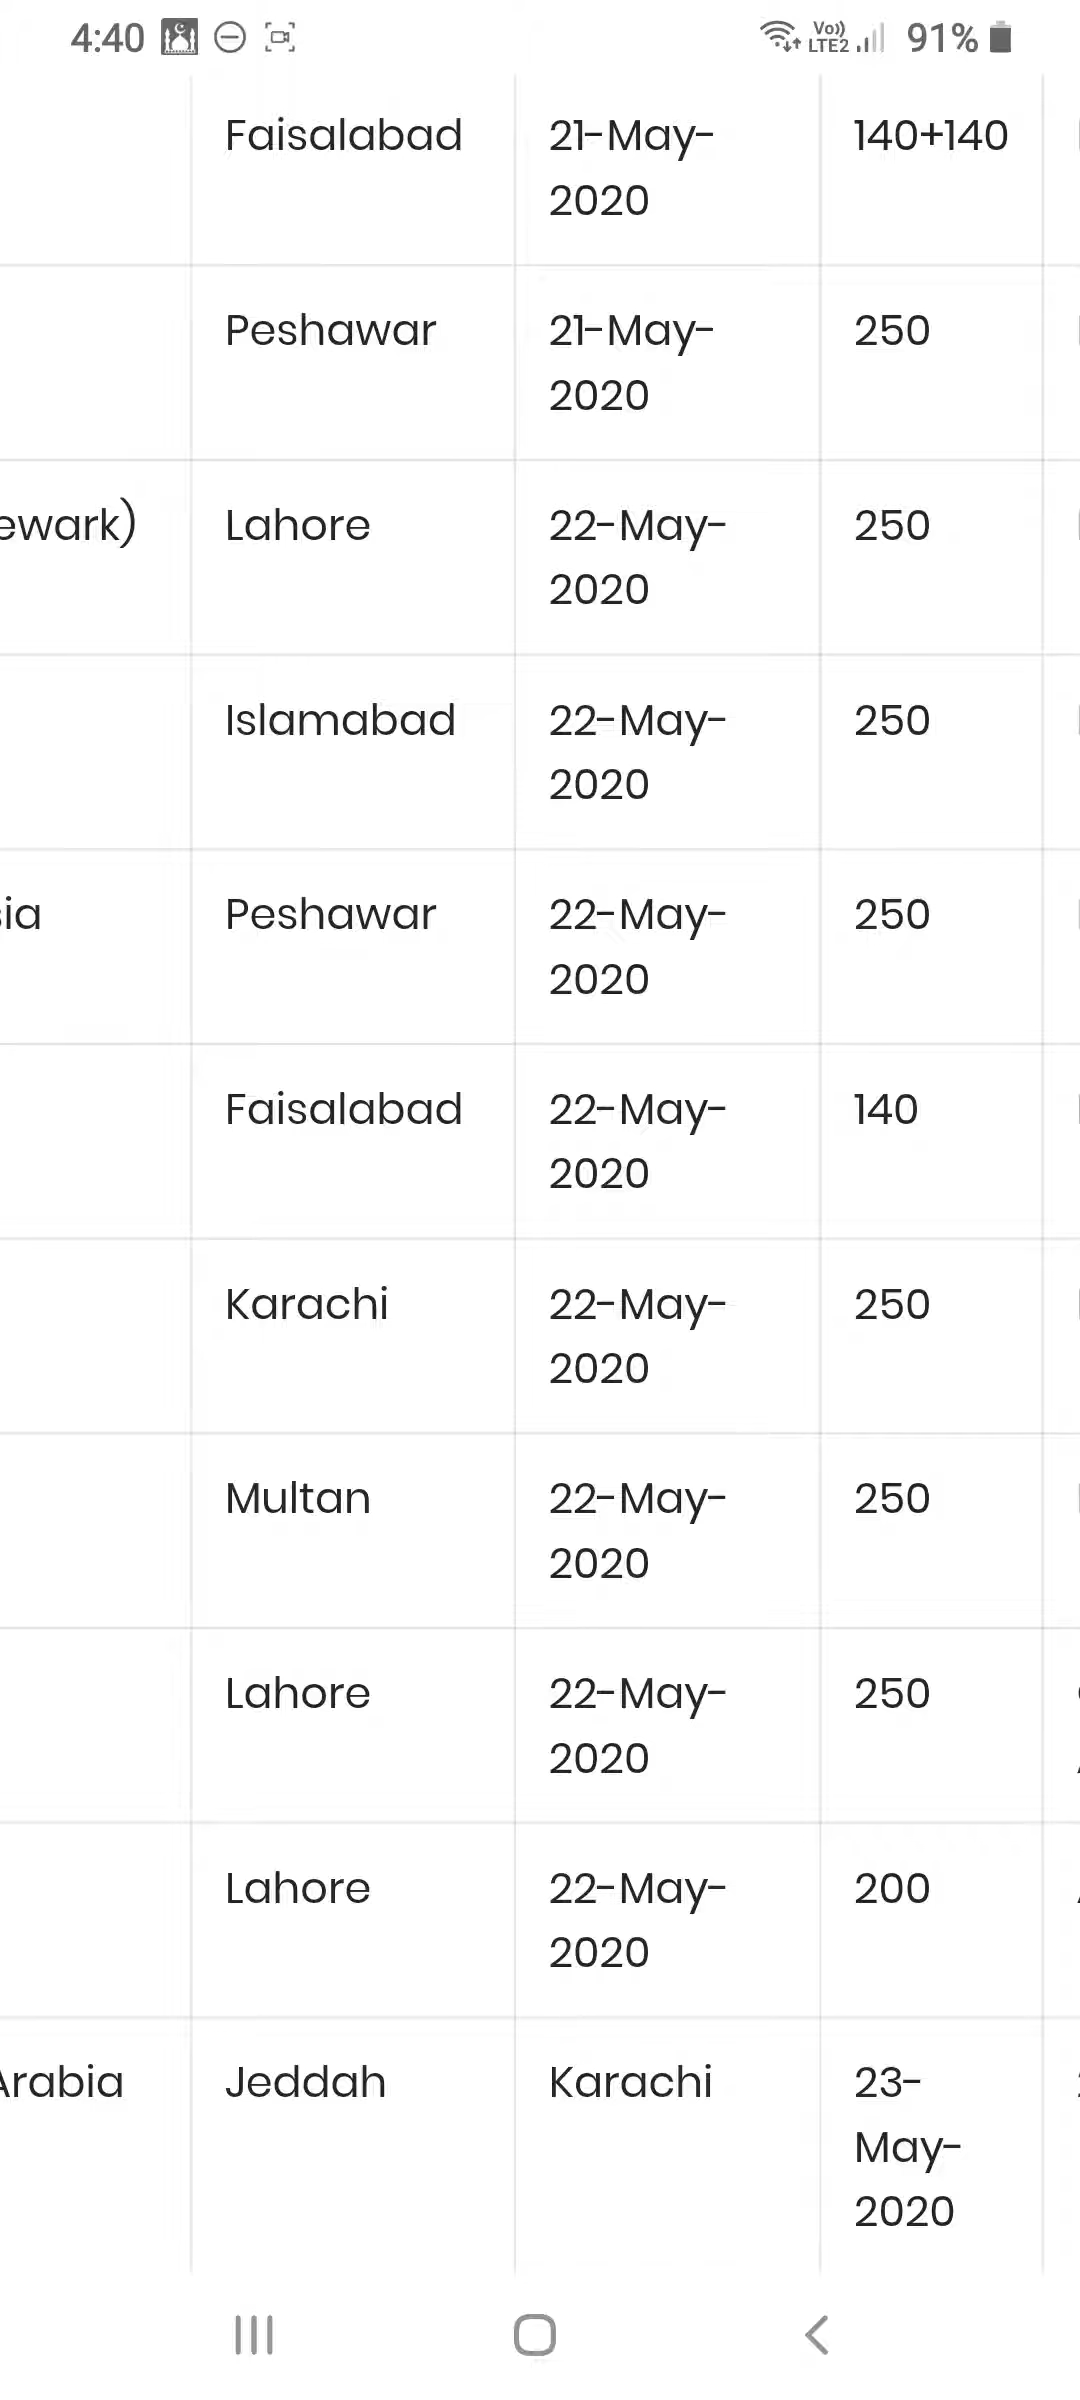 4:40 Vo)) LTE2 91%
Faisalabad 21-May- 140+140
2020
Peshawar 21-May- 250
2020
ewark) Lahore 22-May- 250
2020
Islamabad 22-May- 250
2020
Peshawar 22-May- 250
2020
Faisalabad 22-May- 140
2020
Karachi 22-May- 250
2020
Multan 22-May- 250
2020
Lahore 22-May- 250
2020
Lahore 22-May- 200
2020
Arabia Jeddah Karachi 23-
May-
2020